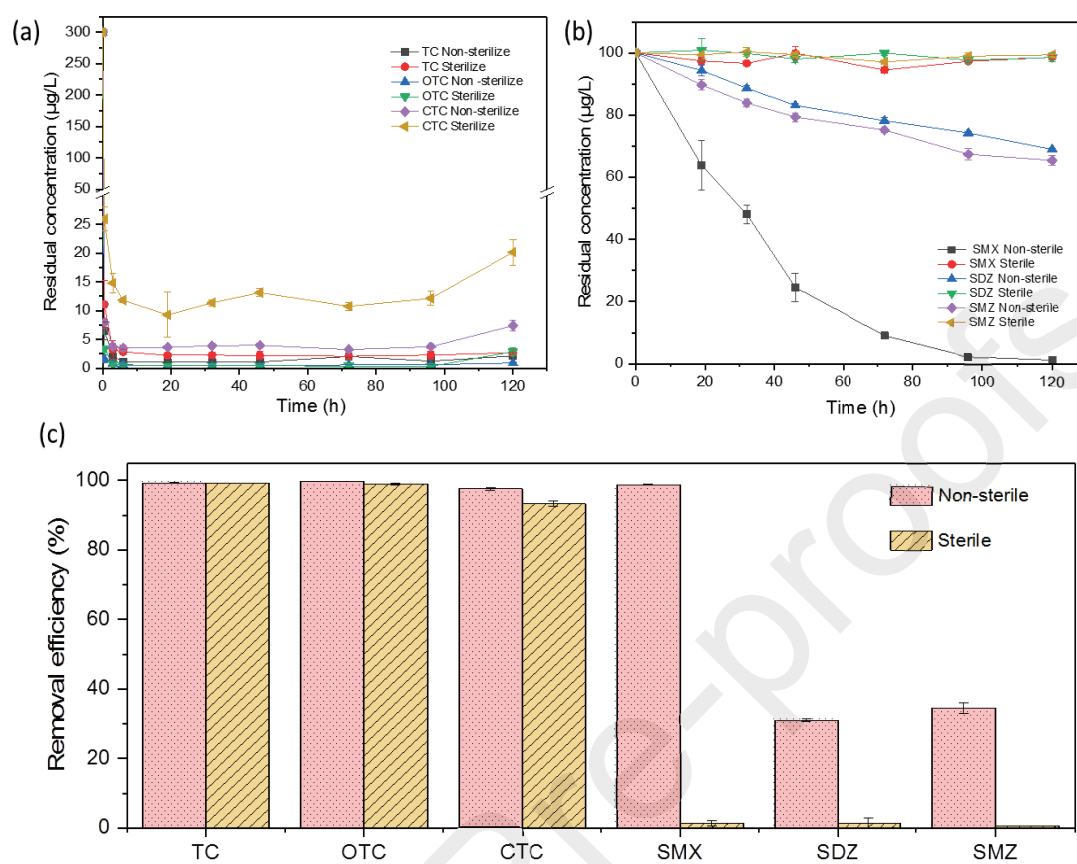 (a)
Residual concentration (µg/L)
300
250
200
150
100
50
25
20
15
10
5
0
0
20
40
60
80
100
120
Time (h)
TC Non-sterilize
TC Sterilize
OTC Non -sterilize
OTC Sterilize
CTC Non-sterilize
CTC Sterilize
(b)
Residual concentration (µg/L)
100
80
60
40
20
0
0
20
40
60
80
100
120
Time (h)
SMX Non-sterile
SMX Sterile
SDZ Non-sterile
SDZ Sterile
SMZ Non-sterile
SMZ Sterile
(c)
Removal efficiency (%)
100
80
60
40
20
0
Non-sterile
Sterile
TC
OTC
CTC
SMX
SDZ
SMZ
re-proofs